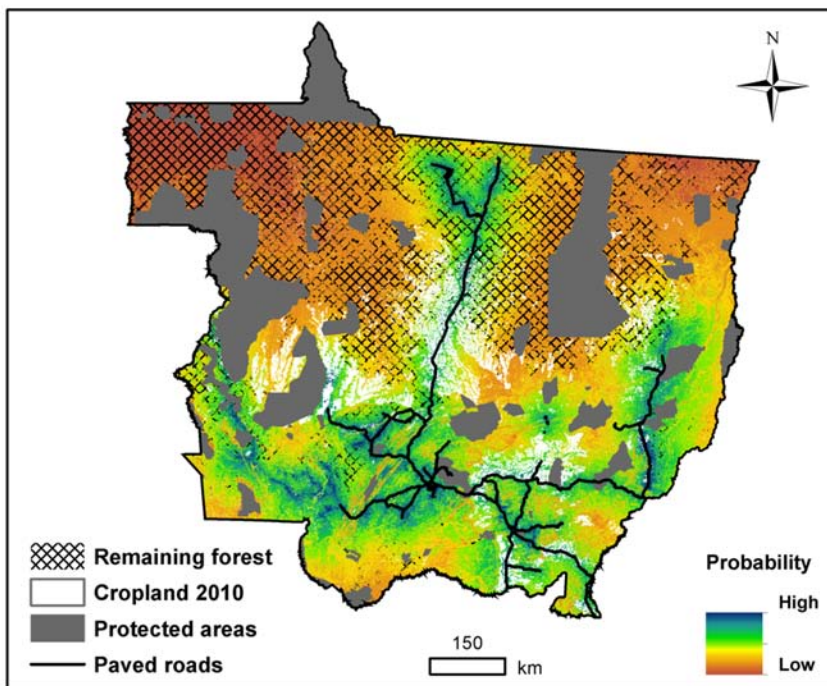 N
Remaining forest
Cropland 2010
Protected areas
Paved roads
150
km
Probability
High
Low